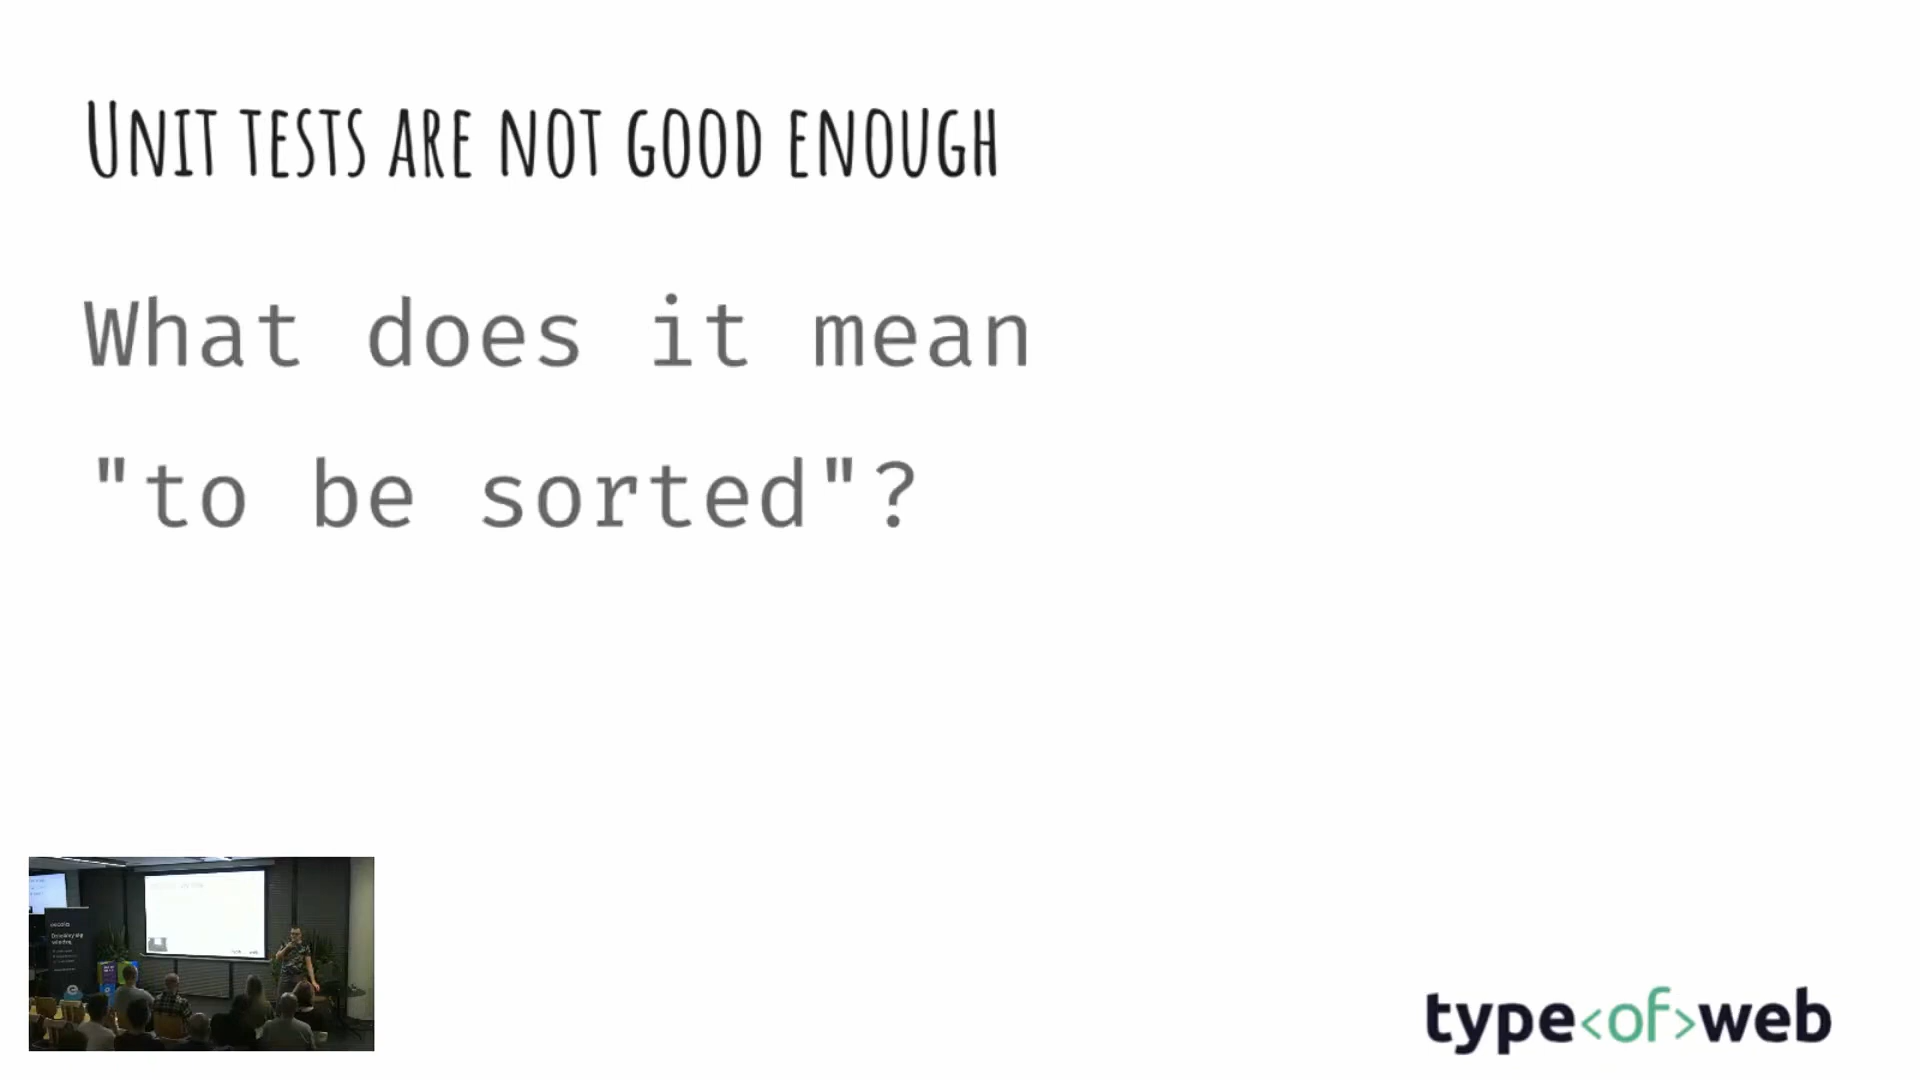 Unit tests are not good enough
What does it mean
"to be sorted"?
type<of>web